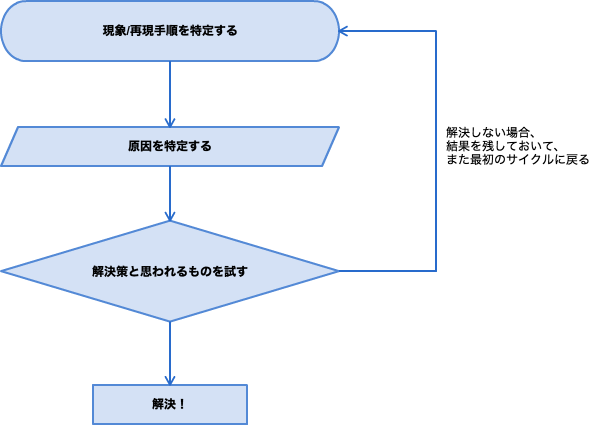 現象/再現手順を特定する
原因を特定する
解決しない場合、
結果を残しておいて、
また最初のサイクルに戻る
解決策と思われるものを試す
解決！